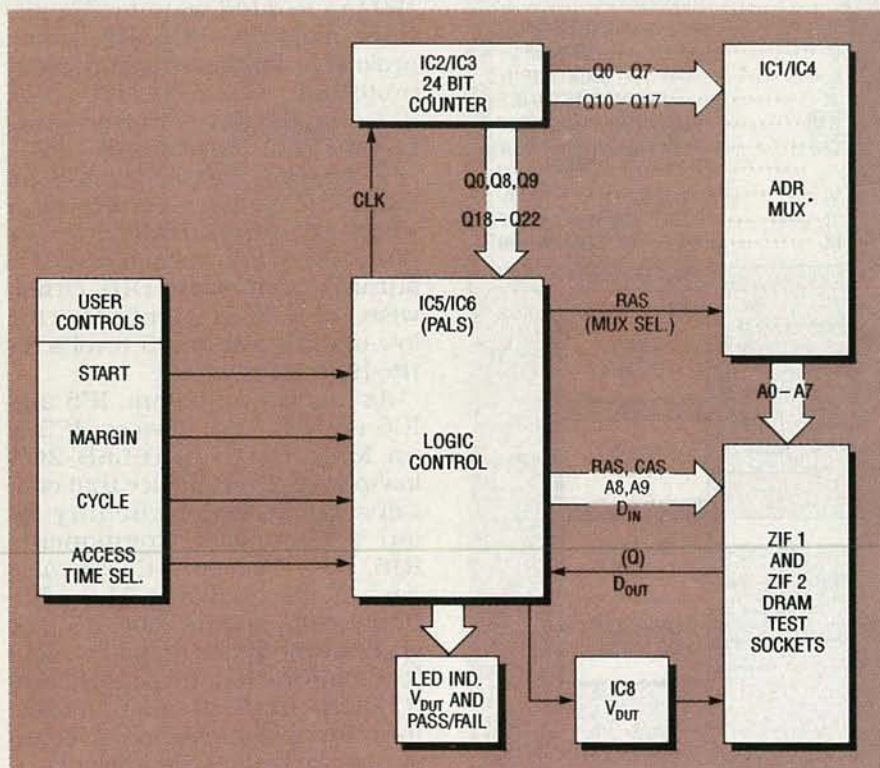 IC2/IC3
24 BIT
COUNTER
Q0–Q7
Q10–Q17
IC1/IC4
ADR
MUX
CLK
Q0,Q8,Q9
Q18–Q22
USER
CONTROLS
START
MARGIN
CYCLE
ACCESS
TIME SEL.
IC5/IC6
(PALS)
LOGIC
CONTROL
RAS
(MUX SEL.)
A0–A7
RAS, CAS
A8,A9
DIN
(Q)
DOUT
ZIF 1
AND
ZIF 2
DRAM
TEST
SOCKETS
LED IND.
VDUT AND
PASS/FAIL
IC8
VDUT